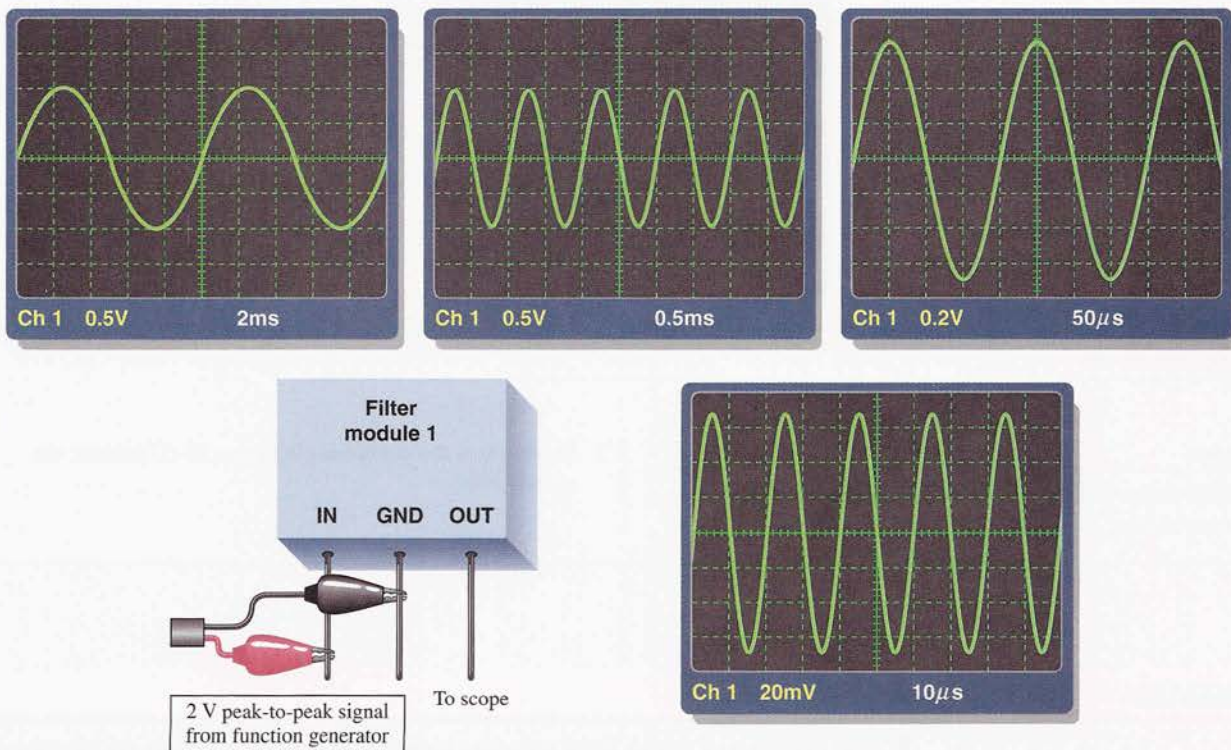 Ch 1 0.5V 2ms
Ch 1 0.5V 0.5ms
Ch 1 0.2V 50μs
Filter
module 1
IN GND OUT
To scope
2 V peak-to-peak signal
from function generator
Ch 1 20mV 10μs